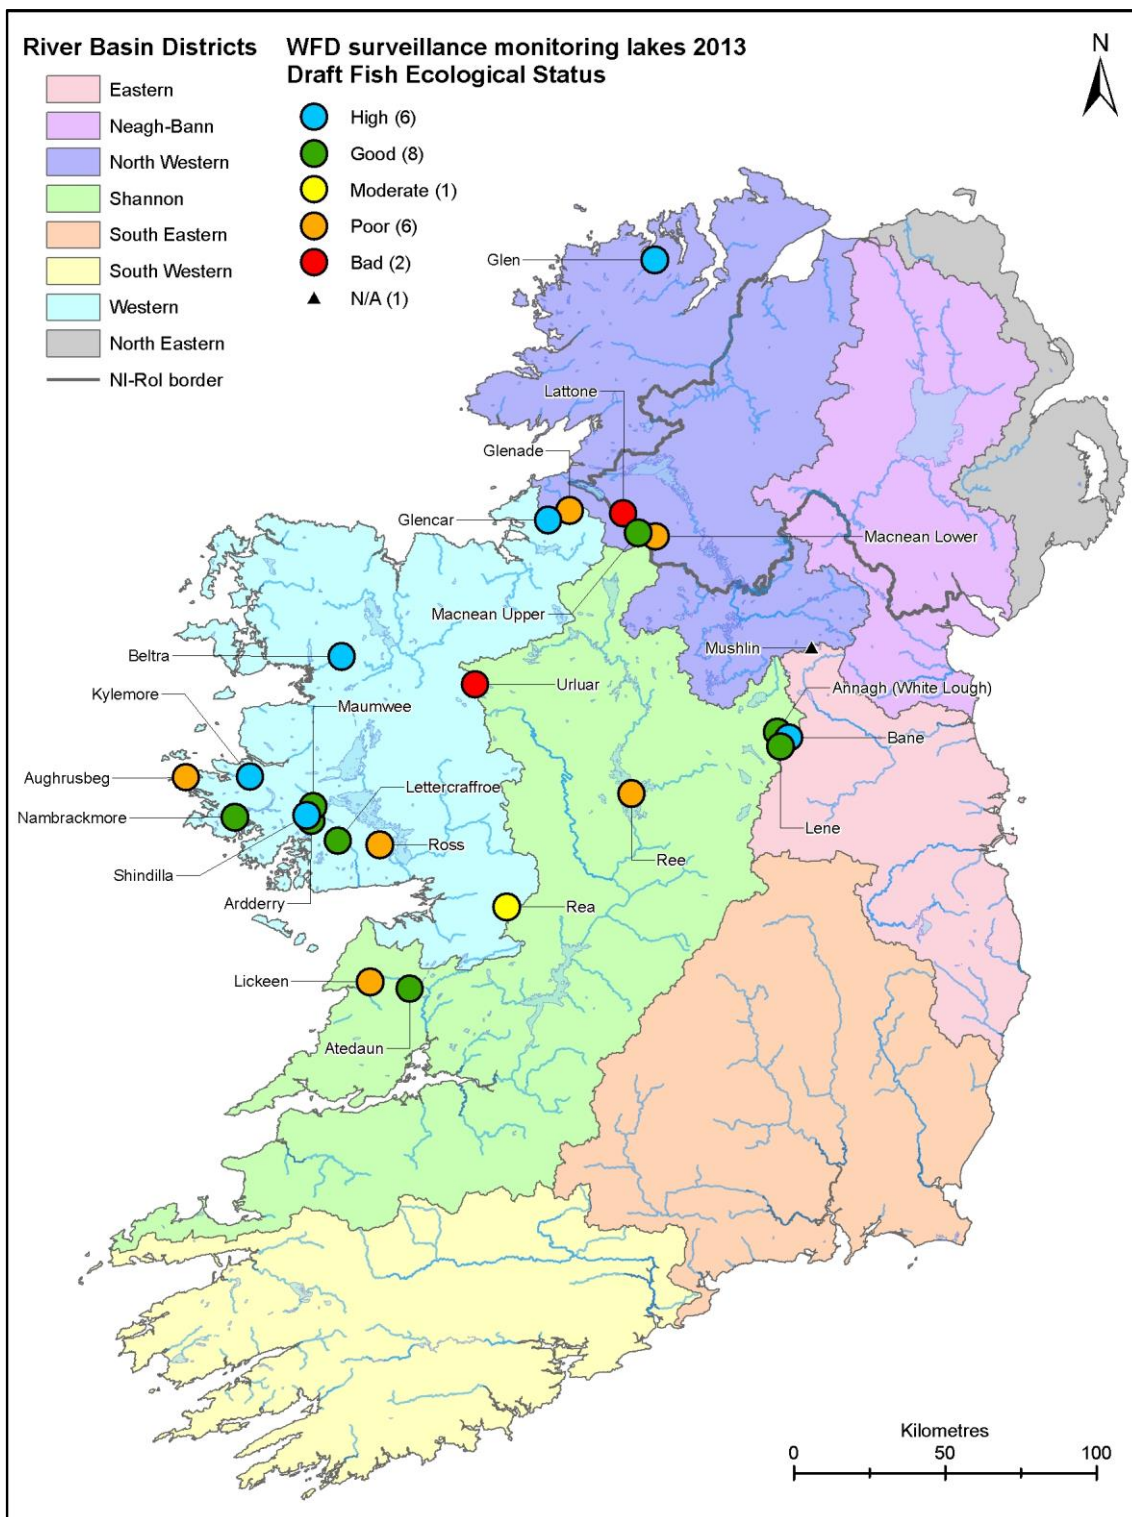 River Basin Districts
Eastern
Neagh-Bann
North Western
Shannon
South Eastern
South Western
Western
North Eastern
NI-RoI border
WFD surveillance monitoring lakes 2013
Draft Fish Ecological Status
High (6)
Good (8)
Moderate (1)
Poor (6)
Bad (2)
N/A (1)
N
Glen
Lattone
Glenade
Glencar
Macnean Lower
Macnean Upper
Mushlin
Beltra
Urluar
Annagh (White Lough)
Kylemore
Maumwee
Bane
Aughrusbeg
Lettercraffroe
Nambrackmore
Ross
Lene
Shindilla
Ree
Ardderry
Rea
Lickeen
Atedaun
Kilometres
0 50 100